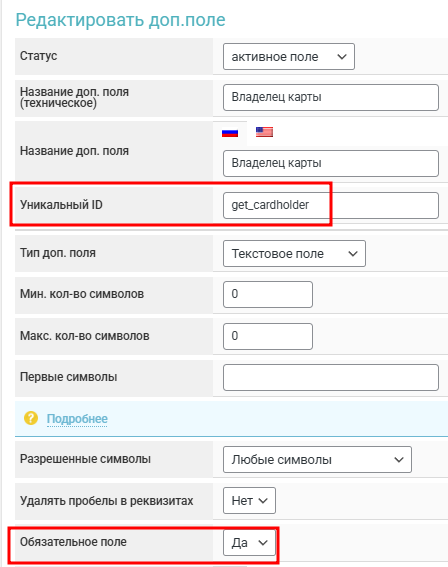 Редактировать доп.поле
Статус
активное поле
Название доп. поля
(техническое)
Владелец карты
Название доп. поля
Владелец карты
Уникальный ID
get_cardholder
Тип доп. поля
Текстовое поле
Мин. кол-во символов
0
Макс. кол-во символов
0
Первые символы
? Подробнее
Разрешенные символы
Любые символы
Удалять пробелы в реквизитах
Нет
Обязательное поле
Да